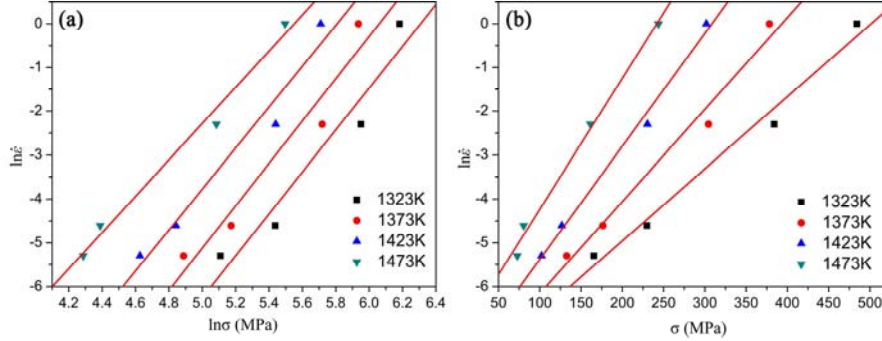 (a)
0
-1
-2
-3
-4
-5
-6
lnε̇
1323K
1373K
1423K
1473K
4.2 4.4 4.6 4.8 5.0 5.2 5.4 5.6 5.8 6.0 6.2 6.4
lnσ (MPa)
(b)
0
-1
-2
-3
-4
-5
-6
lnε̇
1323K
1373K
1423K
1473K
50 100 150 200 250 300 350 400 450 500
σ (MPa)